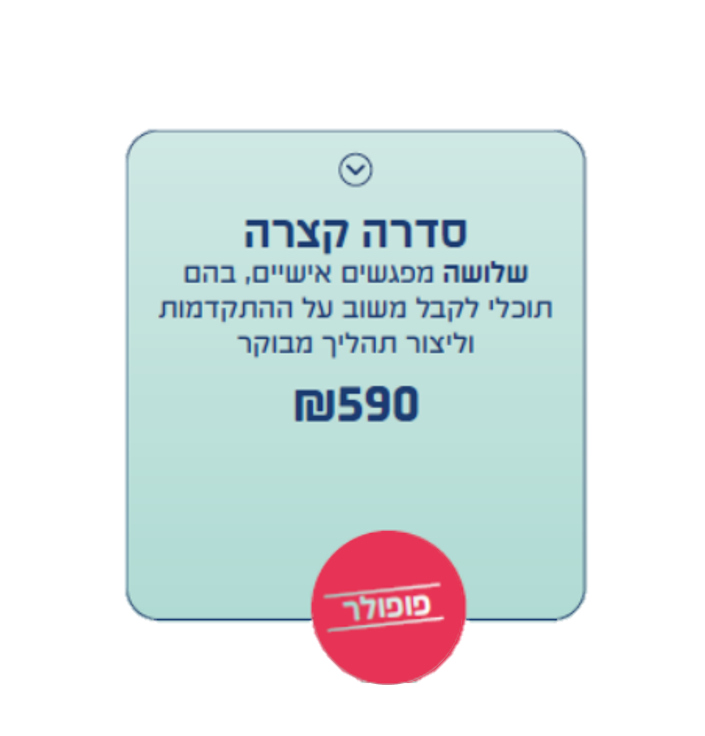 סדרה קצרה
שלושה מפגשים אישיים, בהם
תוכלי לקבל משוב על ההתקדמות
וליצור תהליך מבוקר
₪590
פופולר